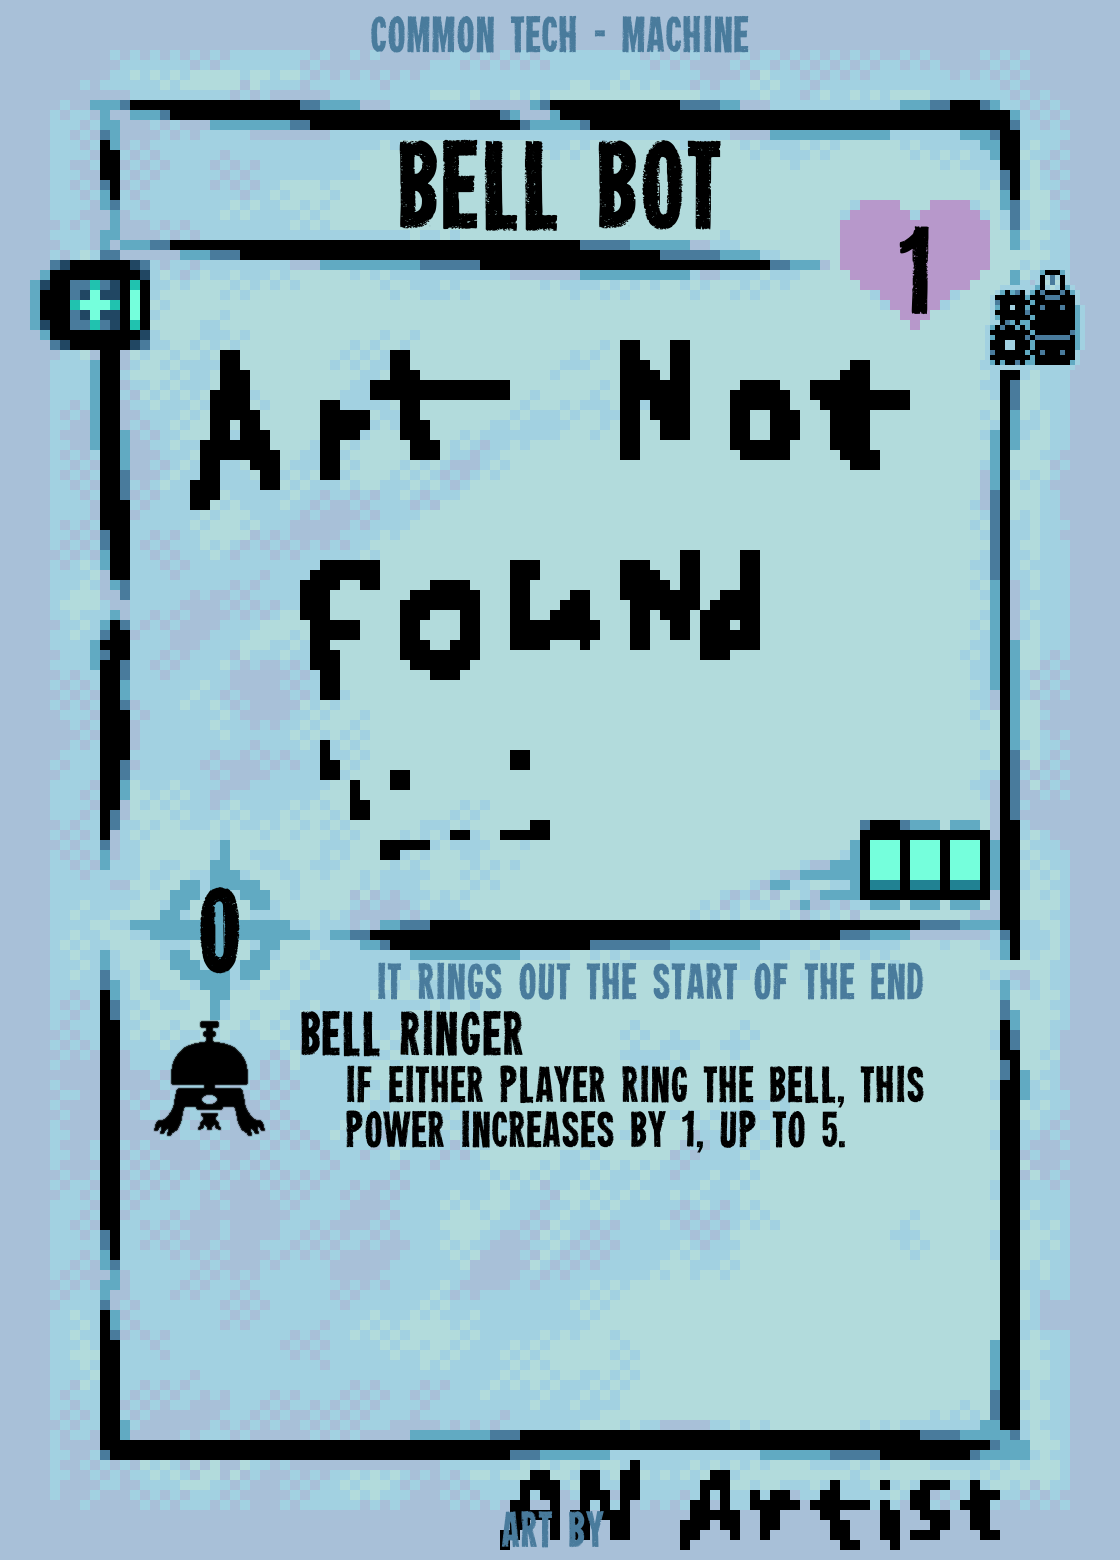 COMMON TECH - MACHINE
BELL BOT
1
Art Not
Found
0
IT RINGS OUT THE START OF THE END
BELL RINGER
IF EITHER PLAYER RING THE BELL, THIS
POWER INCREASES BY 1, UP TO 5.
AN Artist
ART BY